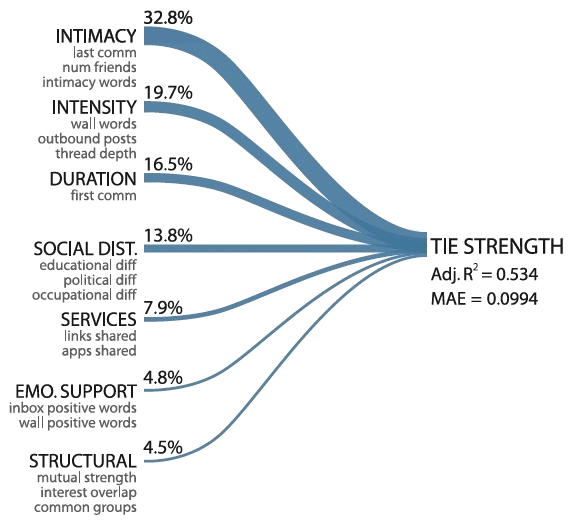 32.8%
INTIMACY
last comm
num friends
intimacy words
19.7%
INTENSITY
wall words
outbound posts
thread depth
16.5%
DURATION
first comm
13.8%
SOCIAL DIST.
educational diff
political diff
occupational diff
7.9%
SERVICES
links shared
apps shared
4.8%
EMO. SUPPORT
inbox positive words
wall positive words
4.5%
STRUCTURAL
mutual strength
interest overlap
common groups
TIE STRENGTH
Adj. R² = 0.534
MAE = 0.0994